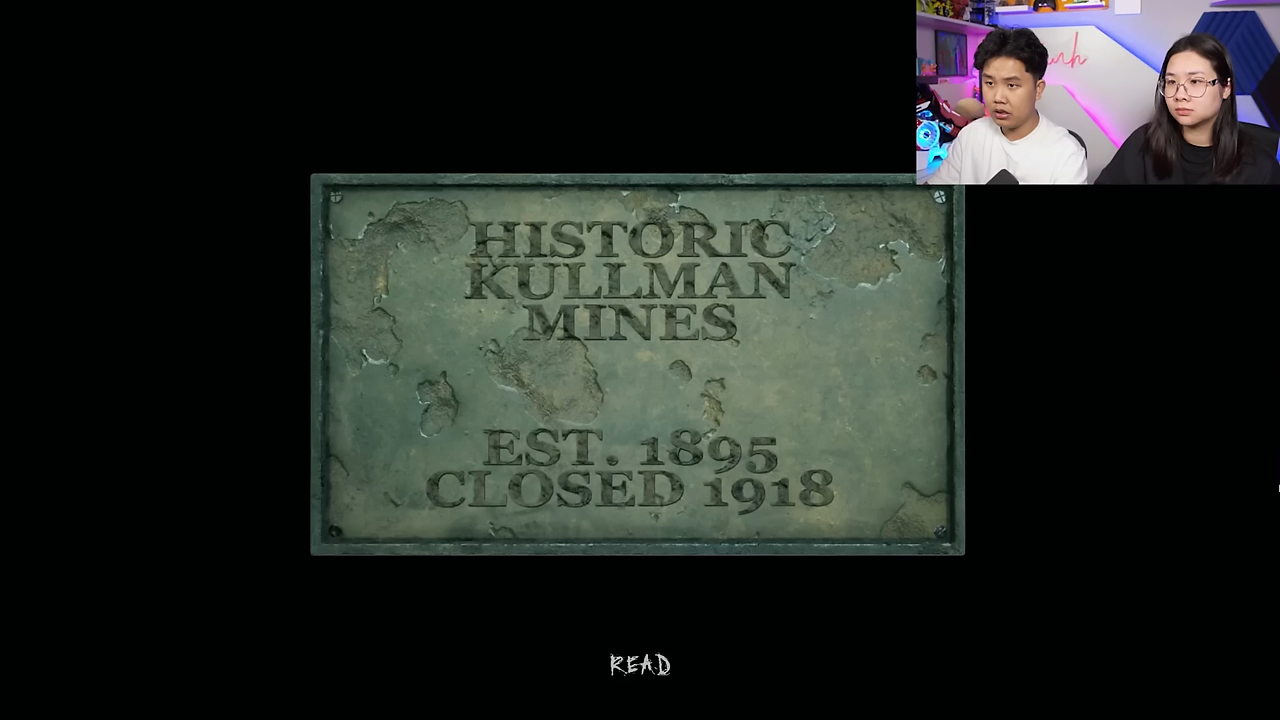 HISTORIC
KULLMAN
MINES
EST. 1895
CLOSED 1918
READ